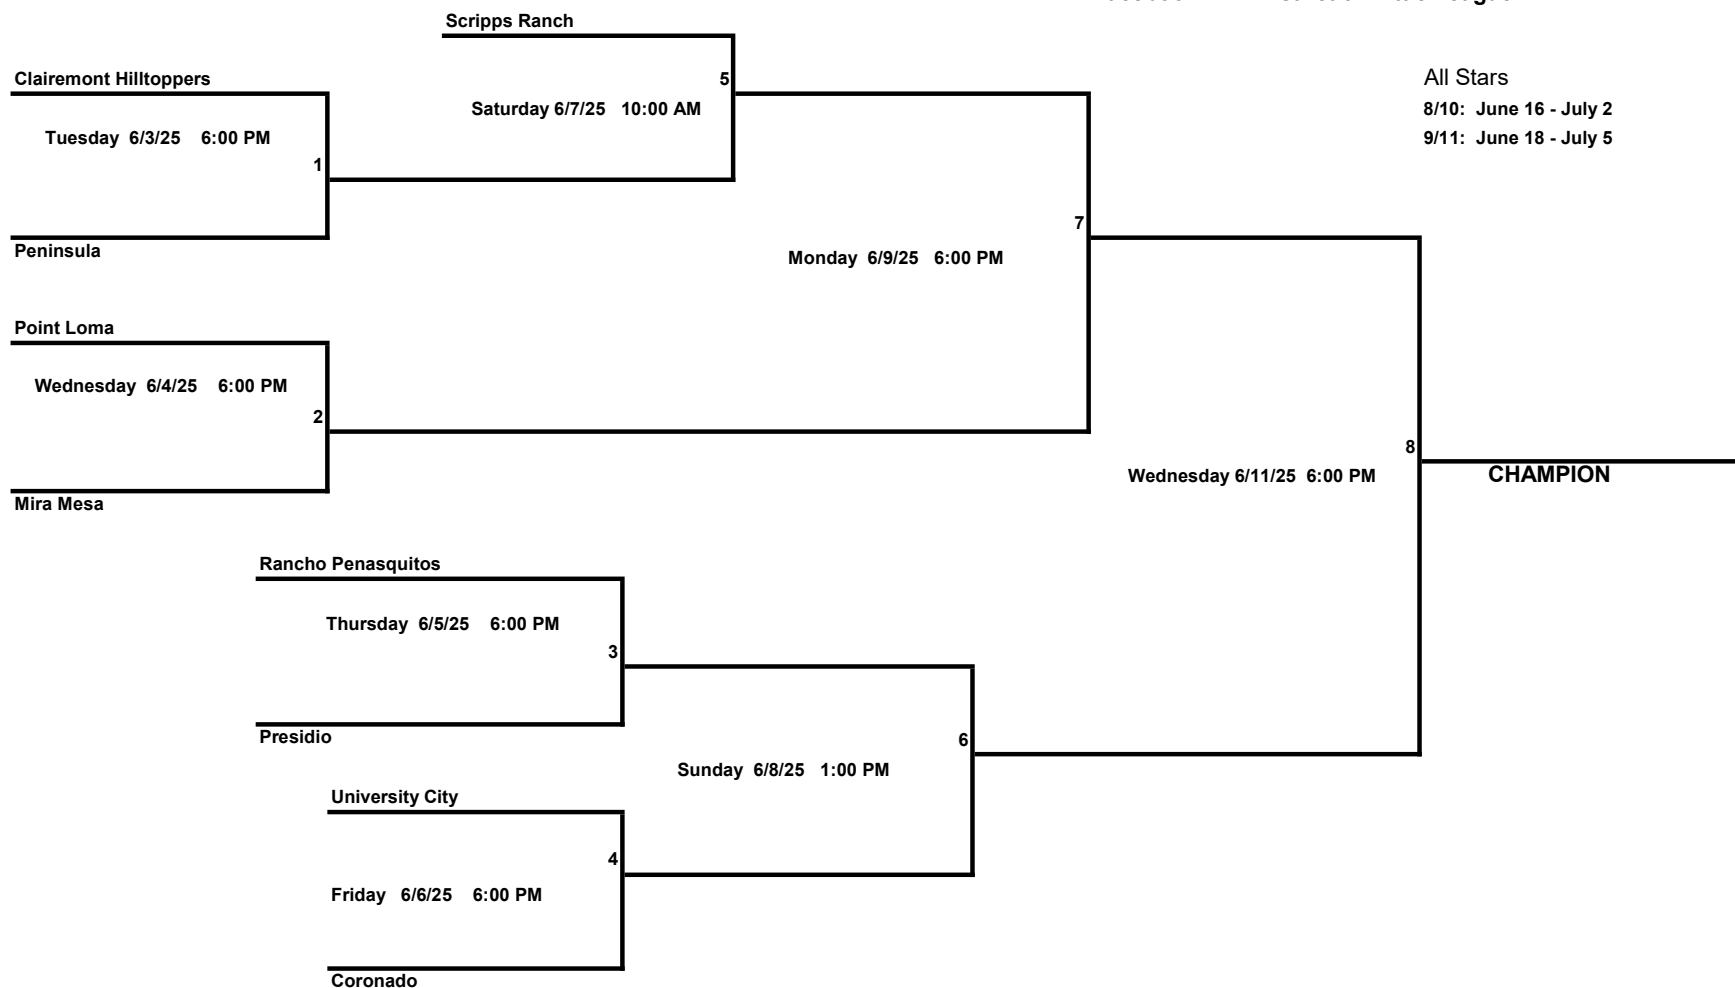 Scripps Ranch
Clairemont Hilltoppers
5
All Stars
Saturday 6/7/25 10:00 AM
8/10: June 16 - July 2
Tuesday 6/3/25 6:00 PM
9/11: June 18 - July 5
1
7
Peninsula
Monday 6/9/25 6:00 PM
Point Loma
Wednesday 6/4/25 6:00 PM
2
8
Wednesday 6/11/25 6:00 PM
CHAMPION
Mira Mesa
Rancho Penasquitos
Thursday 6/5/25 6:00 PM
3
Presidio
6
Sunday 6/8/25 1:00 PM
University City
4
Friday 6/6/25 6:00 PM
Coronado